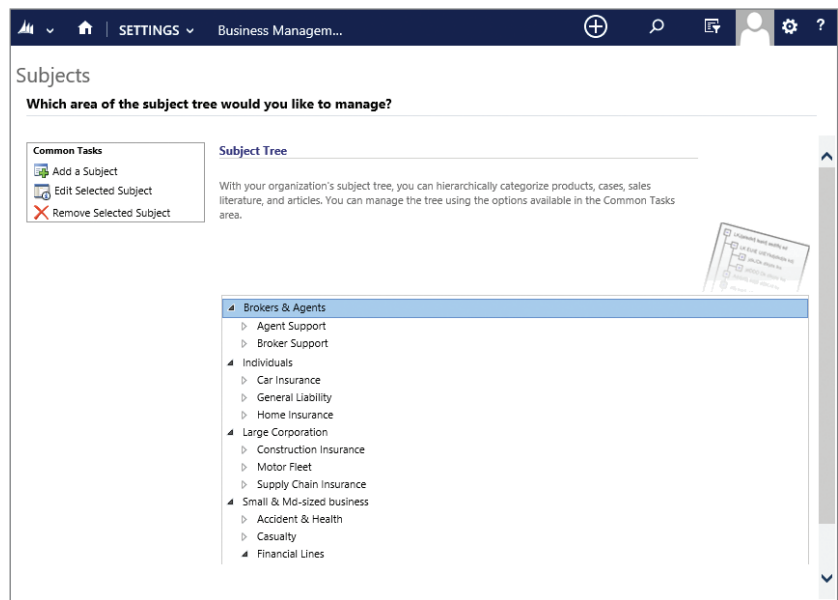 SETTINGS
Business Managem...
?
Subjects
Which area of the subject tree would you like to manage?
Common Tasks
Add a Subject
Edit Selected Subject
Remove Selected Subject
Subject Tree
With your organization's subject tree, you can hierarchically categorize products, cases, sales
literature, and articles. You can manage the tree using the options available in the Common Tasks
area.
Brokers & Agents
Agent Support
Broker Support
Individuals
Car Insurance
General Liability
Home Insurance
Large Corporation
Construction Insurance
Motor Fleet
Supply Chain Insurance
Small & Md-sized business
Accident & Health
Casualty
Financial Lines